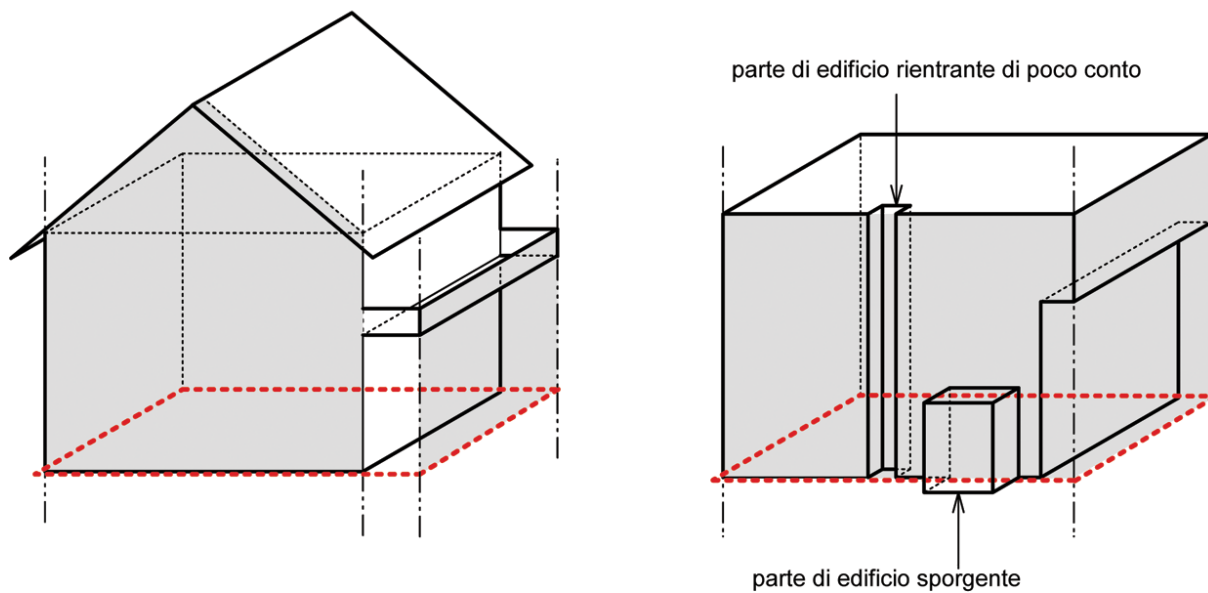 parte di edificio rientrante di poco conto
parte di edificio sporgente